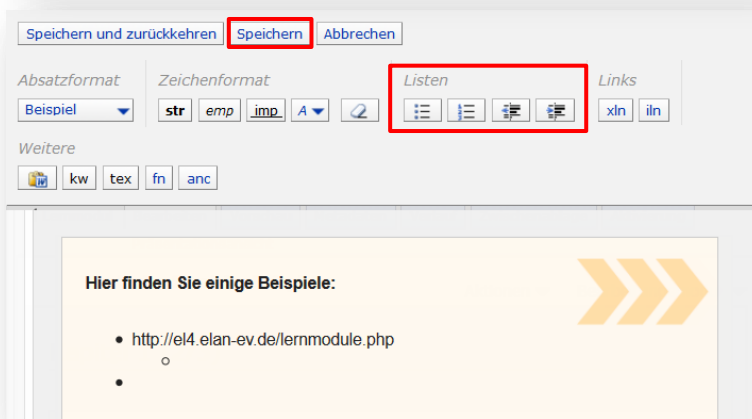 Speichern und zurückkehren Speichern Abbrechen
Absatzformat Zeichenformat Listen Links
Beispiel str emp imp A xln iln
Weitere
kw tex fn anc
Hier finden Sie einige Beispiele:
http://el4.elan-ev.de/lernmodule.php